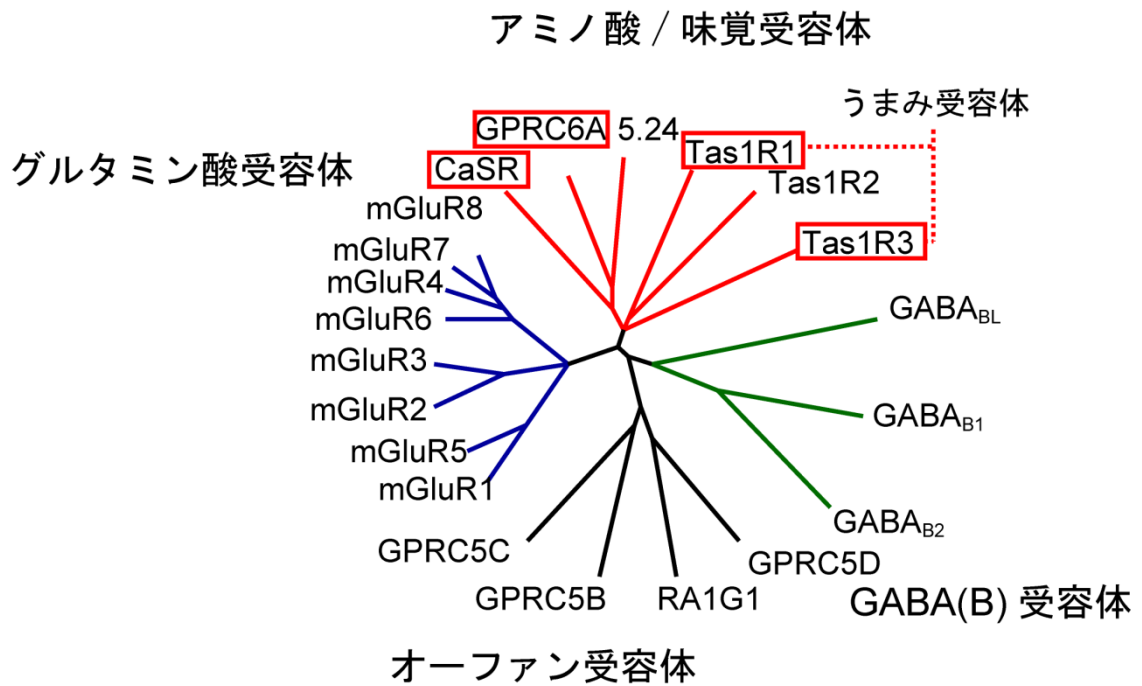 アミノ酸 / 味覚受容体
うまみ受容体
GPRC6A 5.24
Tas1R1
グルタミン酸受容体
CaSR
Tas1R2
mGluR8
Tas1R3
mGluR7
mGluR4
mGluR6
GABABL
mGluR3
mGluR2
GABAB1
mGluR5
mGluR1
GABAB2
GPRC5C
GPRC5D
GPRC5B
RA1G1
GABA(B) 受容体
オーファン受容体